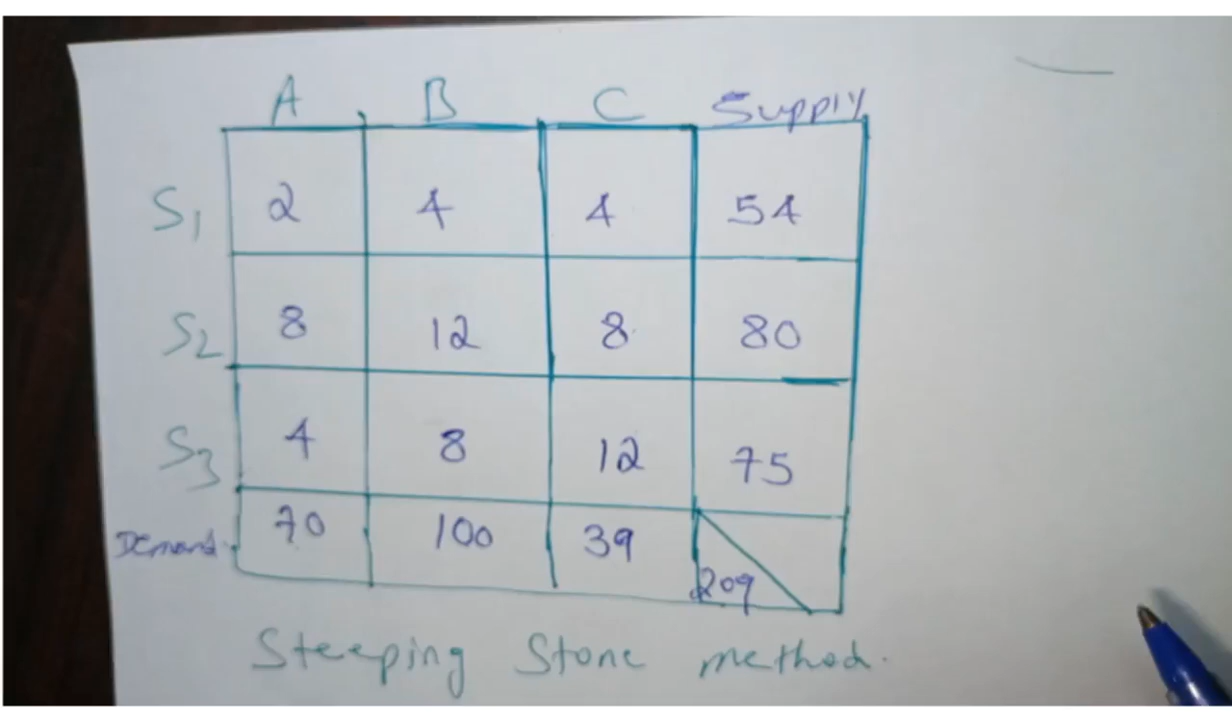 A B C Supply
S1 2 4 4 54
S2 8 12 8 80
S3 4 8 12 75
Demand 70 100 39 209
Steeping Stone method.